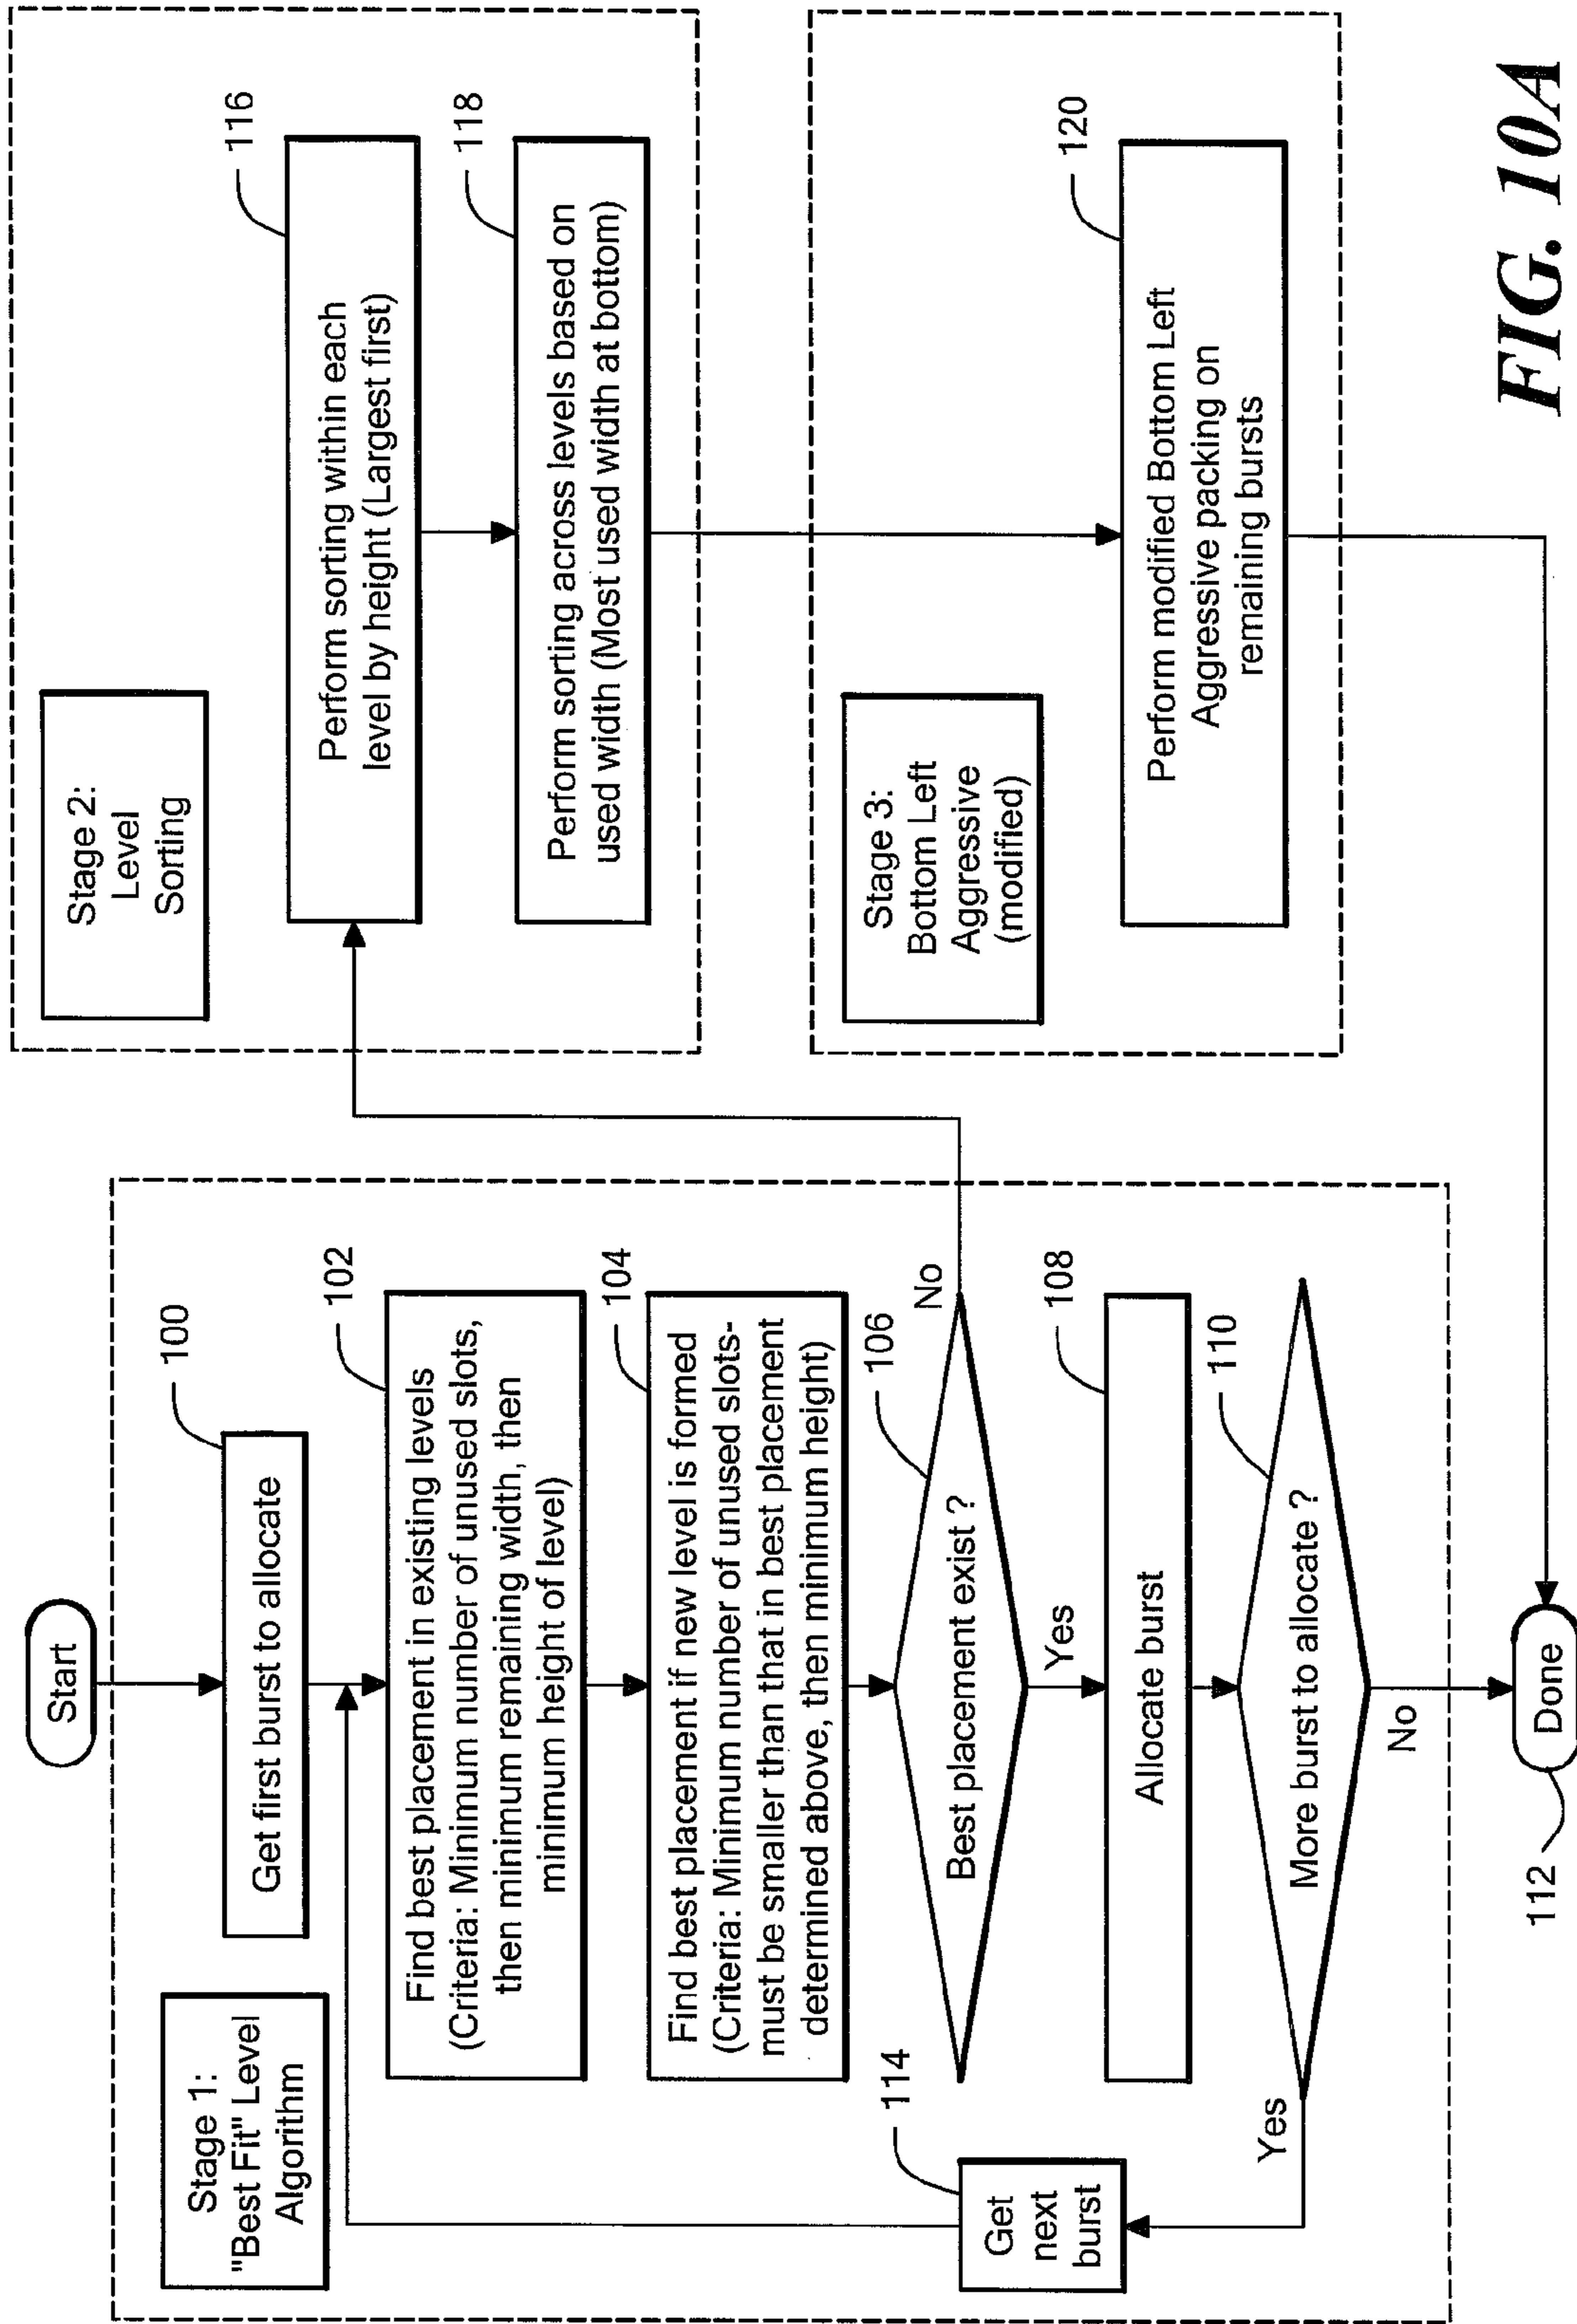 Start
Stage 1:
"Best Fit" Level
Algorithm
100
Get first burst to allocate
102
Find best placement in existing levels
(Criteria: Minimum number of unused slots,
then minimum remaining width, then
minimum height of level)
104
Find best placement if new level is formed
(Criteria: Minimum number of unused slots-
must be smaller than that in best placement
determined above, then minimum height)
106
Best placement exist ?
No
Yes
108
Allocate burst
110
More burst to allocate ?
Yes
No
114
Get
next
burst
112
Done
Stage 2:
Level
Sorting
116
Perform sorting within each
level by height (Largest first)
118
Perform sorting across levels based on
used width (Most used width at bottom)
Stage 3:
Bottom Left
Aggressive
(modified)
120
Perform modified Bottom Left
Aggressive packing on
remaining bursts
FIG. 10A